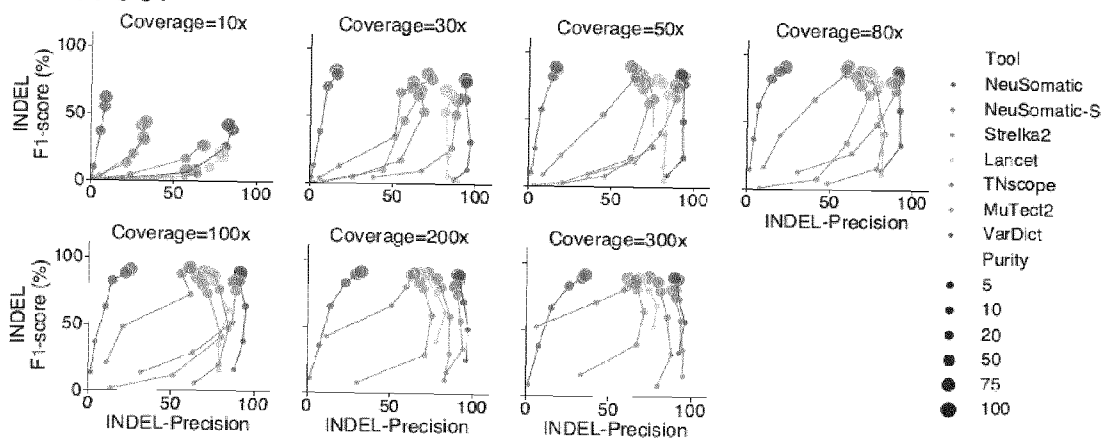 Coverage=10x
Coverage=30x
Coverage=50x
Coverage=80x
INDEL
F1-score (%)
100
50
0
0 50 100
0 50 100
0 50 100
0 50 100
INDEL-Precision
Coverage=100x
Coverage=200x
Coverage=300x
INDEL
F1-score (%)
100
50
0
0 50 100
0 50 100
0 50 100
INDEL-Precision
INDEL-Precision
INDEL-Precision
Tool
NeuSomatic
NeuSomatic-S
Strelka2
Lancet
TNscope
MuTect2
VarDict
Purity
5
10
20
50
75
100